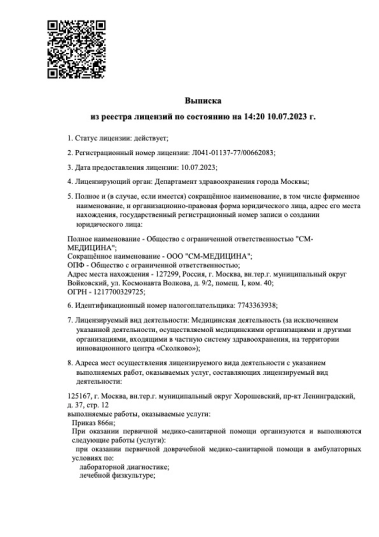 Выписка
из реестра лицензий по состоянию на 14:20 10.07.2023 г.
1. Статус лицензии: действует;
2. Регистрационный номер лицензии: Л041-01137-77/00662083;
3. Дата предоставления лицензии: 10.07.2023;
4. Лицензирующий орган: Департамент здравоохранения города Москвы;
5. Полное и (в случае, если имеется) сокращённое наименование, в том числе фирменное
наименование, и организационно-правовая форма юридического лица, адрес его места
нахождения, государственный регистрационный номер записи о создании
юридического лица:
Полное наименование - Общество с ограниченной ответственностью "СМ-
МЕДИЦИНА";
Сокращённое наименование - ООО "СМ-МЕДИЦИНА";
ОПФ - Общество с ограниченной ответственностью;
Адрес места нахождения - 127299, Россия, г. Москва, вн.тер.г. муниципальный округ
Войковский, ул. Космонавта Волкова, д. 9/2, помещ. I, ком. 40;
ОГРН - 1217700329725;
6. Идентификационный номер налогоплательщика: 7743363938;
7. Лицензируемый вид деятельности: Медицинская деятельность (за исключением
указанной деятельности, осуществляемой медицинскими организациями и другими
организациями, входящими в частную систему здравоохранения, на территории
инновационного центра «Сколково»);
8. Адреса мест осуществления лицензируемого вида деятельности с указанием
выполняемых работ, оказываемых услуг, составляющих лицензируемый вид
деятельности:
125167, г. Москва, вн.тер.г. муниципальный округ Хорошевский, пр-кт Ленинградский,
д. 37, стр. 12
выполняемые работы, оказываемые услуги:
Приказ 866н;
При оказании первичной медико-санитарной помощи организуются и выполняются
следующие работы (услуги):
при оказании первичной доврачебной медико-санитарной помощи в амбулаторных
условиях по:
лабораторной диагностике;
лечебной физкультуре;